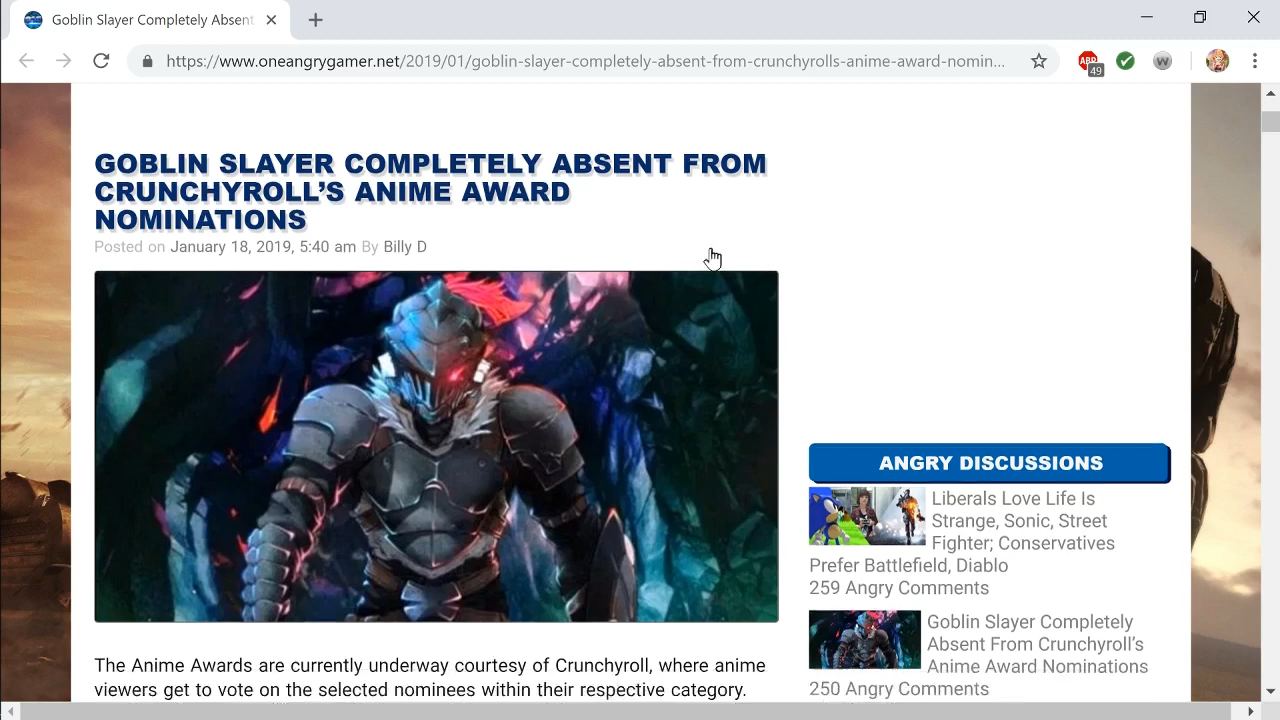 Goblin Slayer Completely Absent
https://www.oneangrygamer.net/2019/01/goblin-slayer-completely-absent-from-crunchyrolls-anime-award-nomin...
ABP
49
W
GOBLIN SLAYER COMPLETELY ABSENT FROM
CRUNCHYROLL’S ANIME AWARD
NOMINATIONS
Posted on January 18, 2019, 5:40 am By Billy D
The Anime Awards are currently underway courtesy of Crunchyroll, where anime
viewers get to vote on the selected nominees within their respective category.
ANGRY DISCUSSIONS
Liberals Love Life Is
Strange, Sonic, Street
Fighter; Conservatives
Prefer Battlefield, Diablo
259 Angry Comments
Goblin Slayer Completely
Absent From Crunchyroll’s
Anime Award Nominations
250 Angry Comments